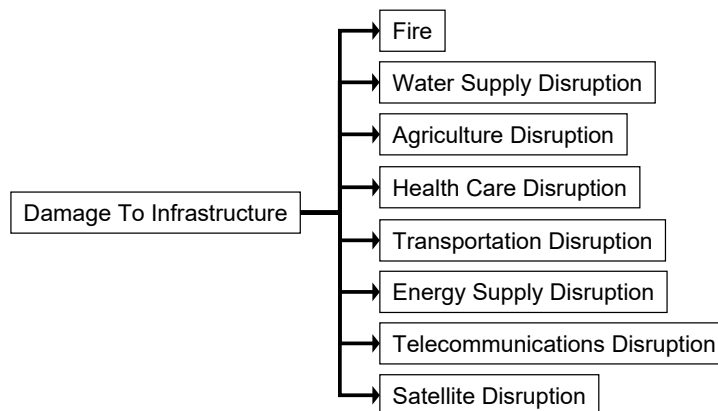 Fire
Water Supply Disruption
Agriculture Disruption
Health Care Disruption
Damage To Infrastructure
Transportation Disruption
Energy Supply Disruption
Telecommunications Disruption
Satellite Disruption